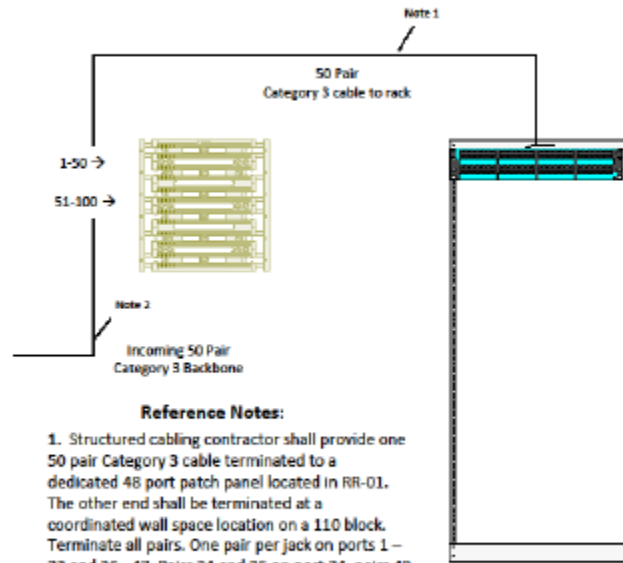 Note 1
50 Pair
Category 3 cable to rack
1-50 →
51-100 →
Note 2
Incoming 50 Pair
Category 3 Backbone
Reference Notes:
1. Structured cabling contractor shall provide one
50 pair Category 3 cable terminated to a
dedicated 48 port patch panel located in RR-01.
The other end shall be terminated at a
coordinated wall space location on a 110 block.
Terminate all pairs. One pair per jack on ports 1 –